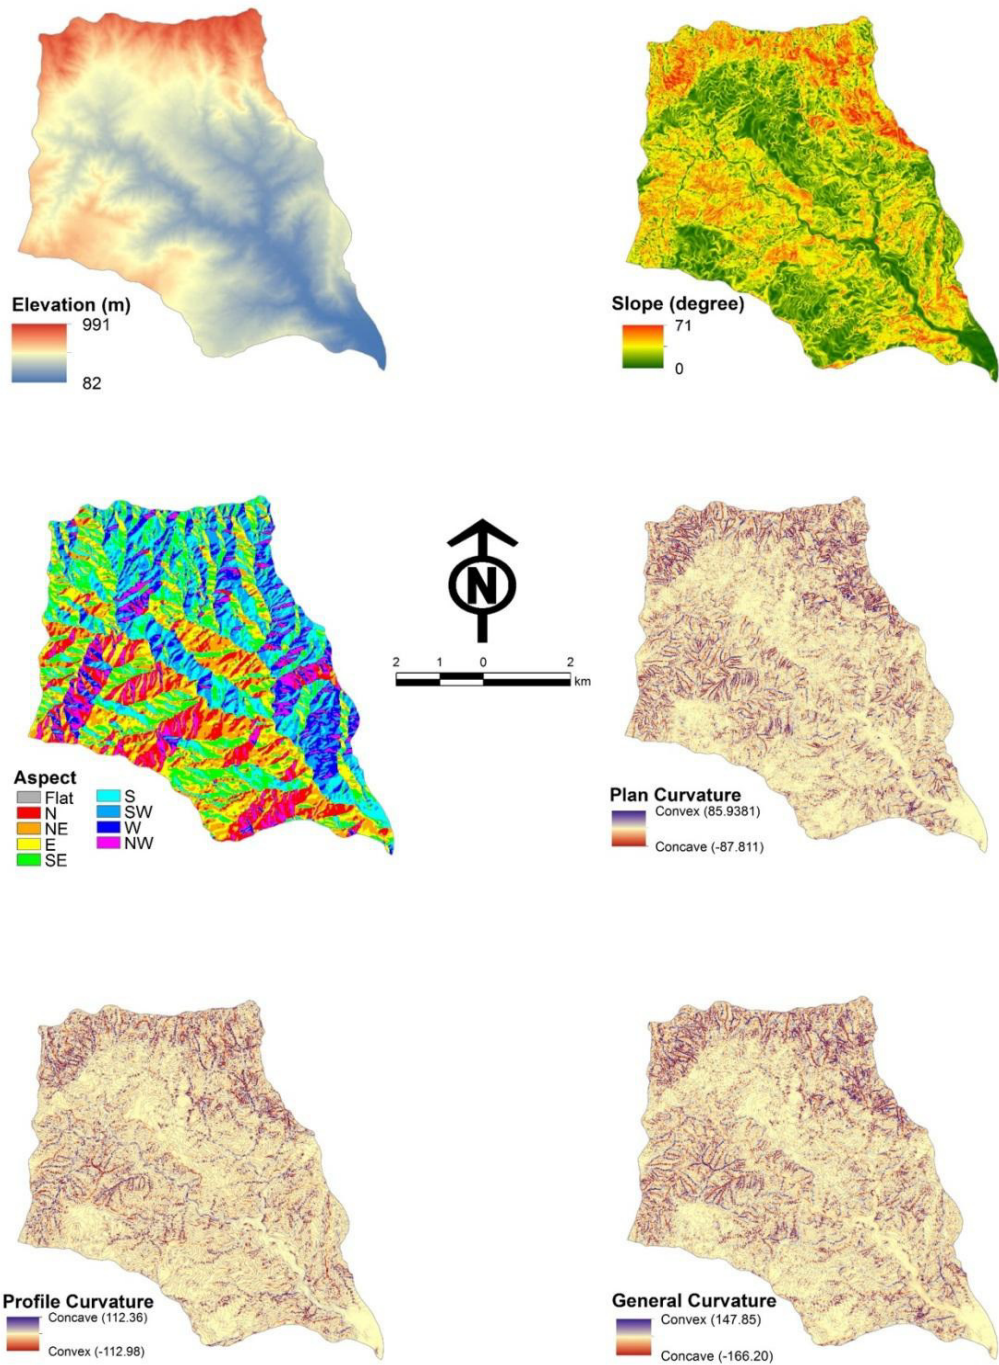 Elevation (m)
991
82
Slope (degree)
71
0
N
2 1 0 2
km
Aspect
Flat
N
NE
E
SE
S
SW
W
NW
Plan Curvature
Convex (85.9381)
Concave (-87.811)
Profile Curvature
Concave (112.36)
Convex (-112.98)
General Curvature
Convex (147.85)
Concave (-166.20)